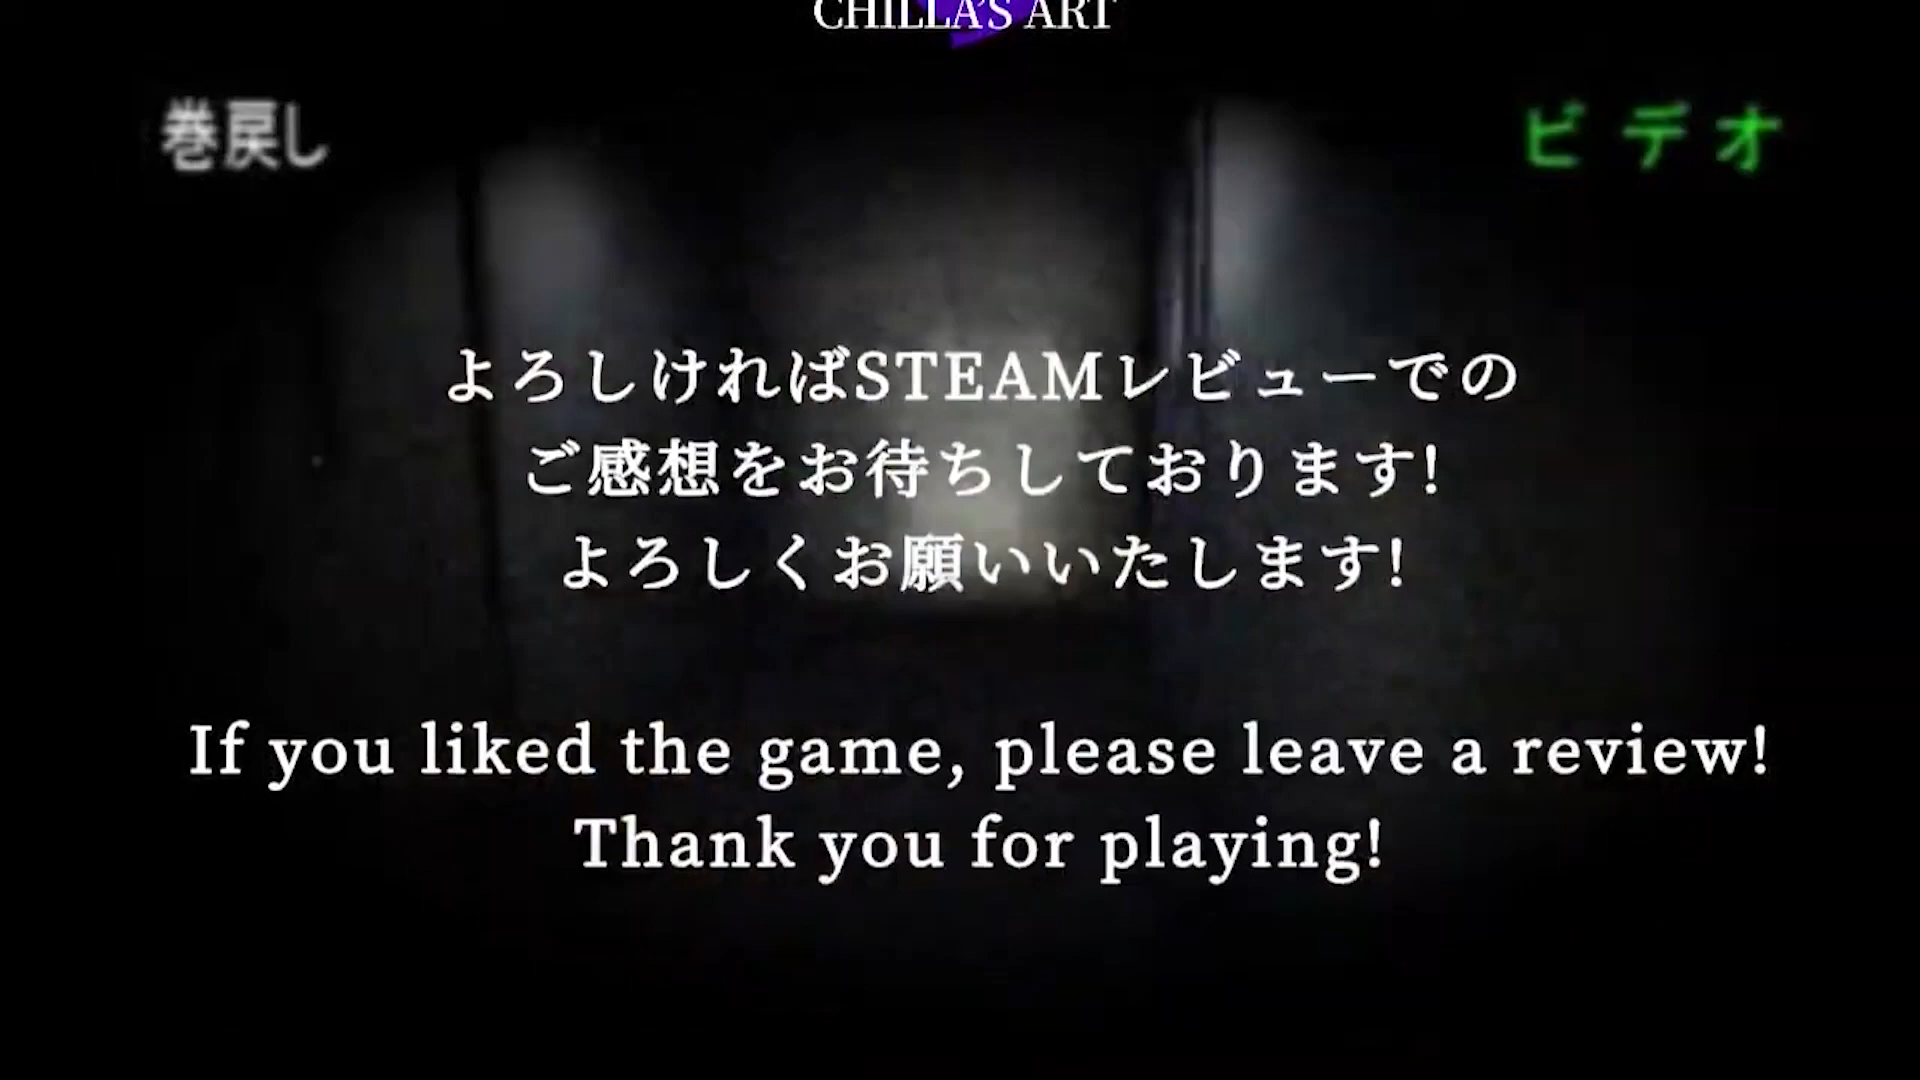 CHILLA'S ART
巻戻し
ビデオ
よろしければSTEAMレビューでの
ご感想をお待ちしております!
よろしくお願いいたします!
If you liked the game, please leave a review!
Thank you for playing!